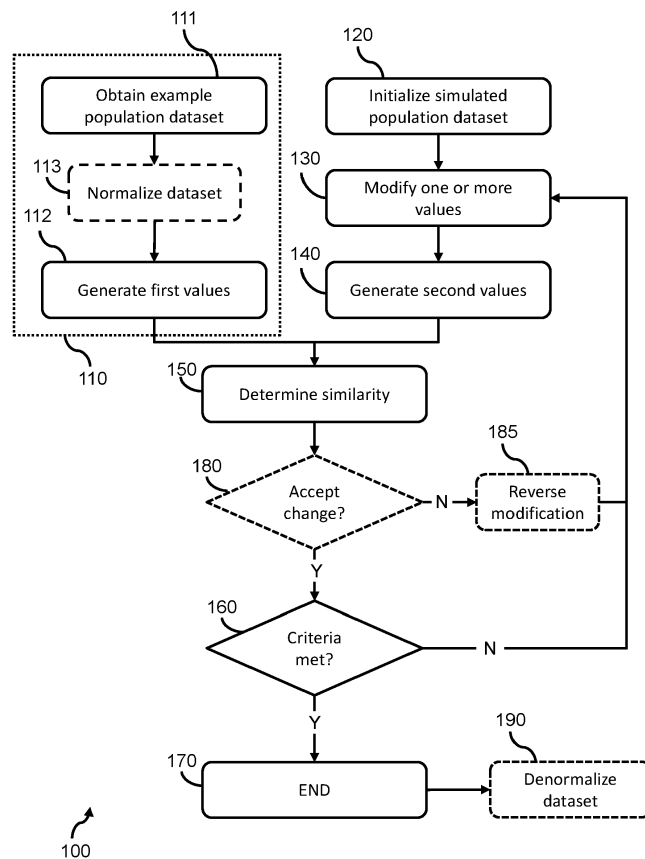 111
120
Obtain example
population dataset
Initialize simulated
population dataset
113
130
Normalize dataset
Modify one or more
values
112
140
Generate first values
Generate second values
110
150
Determine similarity
185
180
Accept
change?
N
Reverse
modification
Y
160
Criteria
met?
N
Y
190
170
END
Denormalize
dataset
100